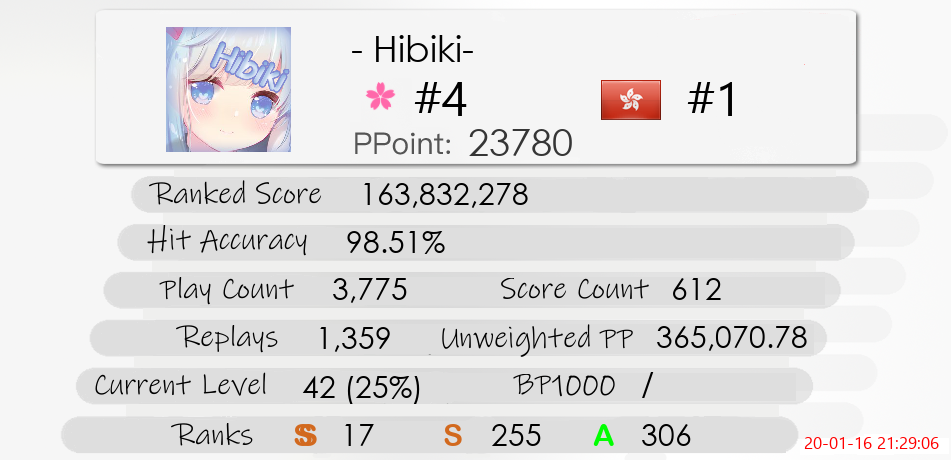 Hibiki
- Hibiki-
#4 #1
PPoint: 23780
Ranked Score 163,832,278
Hit Accuracy 98.51%
Play Count 3,775 Score Count 612
Replays 1,359 Unweighted PP 365,070.78
Current Level 42 (25%) BP1000 /
Ranks SS 17 S 255 A 306
20-01-16 21:29:06